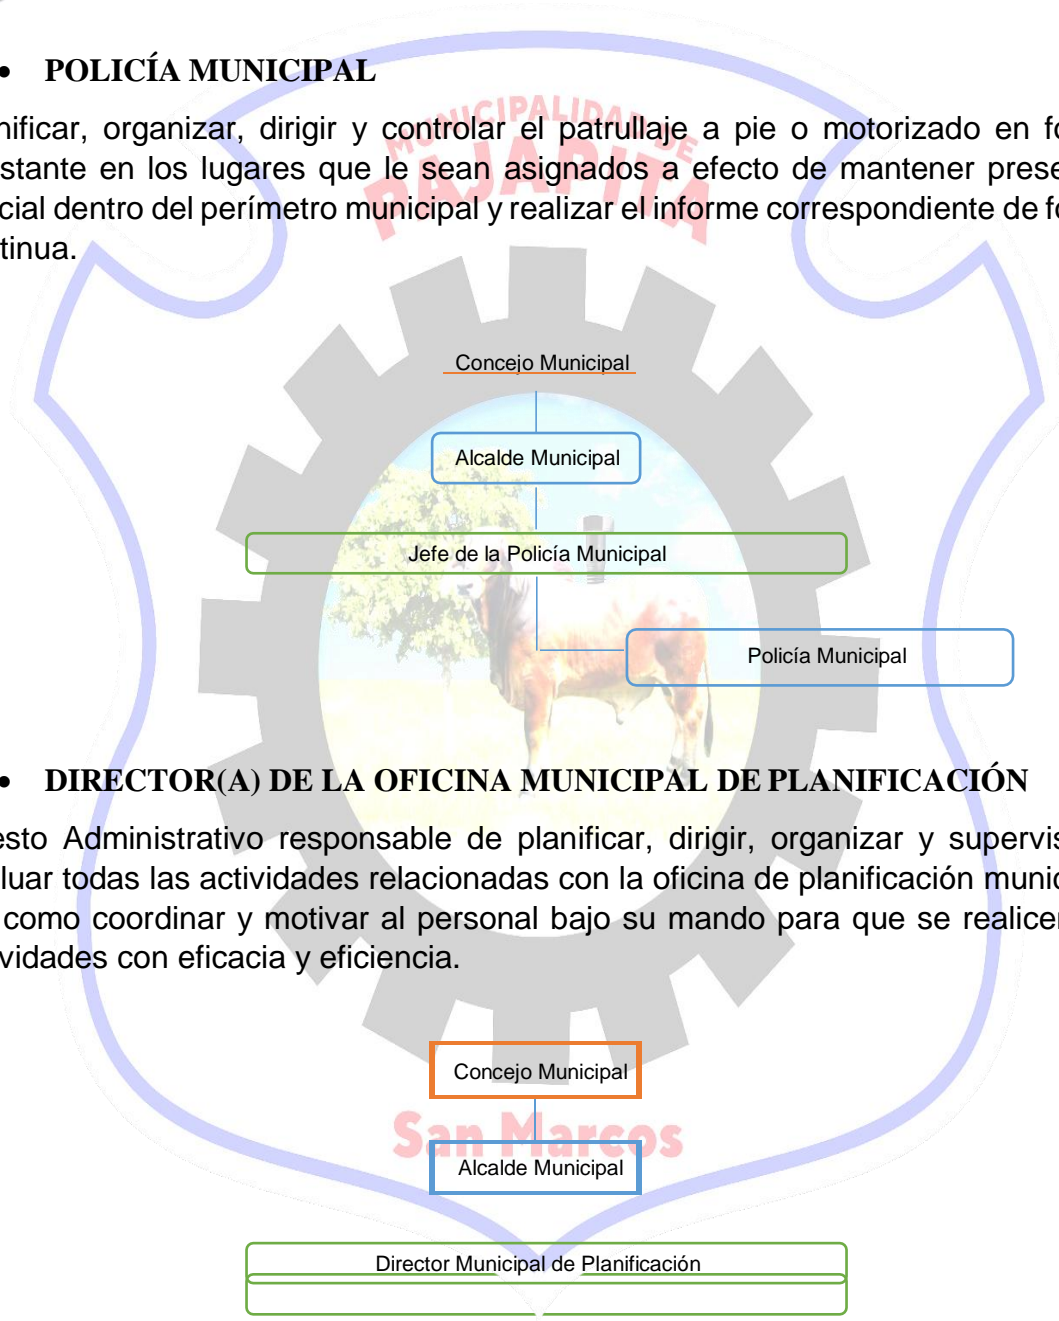 • POLICÍA MUNICIPAL
MUNICIPALIDAD DE
PAJAPITA
nificar, organizar, dirigir y controlar el patrullaje a pie o motorizado en fo
stante en los lugares que le sean asignados a efecto de mantener prese
cial dentro del perímetro municipal y realizar el informe correspondiente de fo
tinua.
Concejo Municipal
Alcalde Municipal
Jefe de la Policía Municipal
Policía Municipal
• DIRECTOR(A) DE LA OFICINA MUNICIPAL DE PLANIFICACIÓN
esto Administrativo responsable de planificar, dirigir, organizar y supervis
luar todas las actividades relacionadas con la oficina de planificación munic
como coordinar y motivar al personal bajo su mando para que se realicen
vidades con eficacia y eficiencia.
Concejo Municipal
San Marcos
Alcalde Municipal
Director Municipal de Planificación